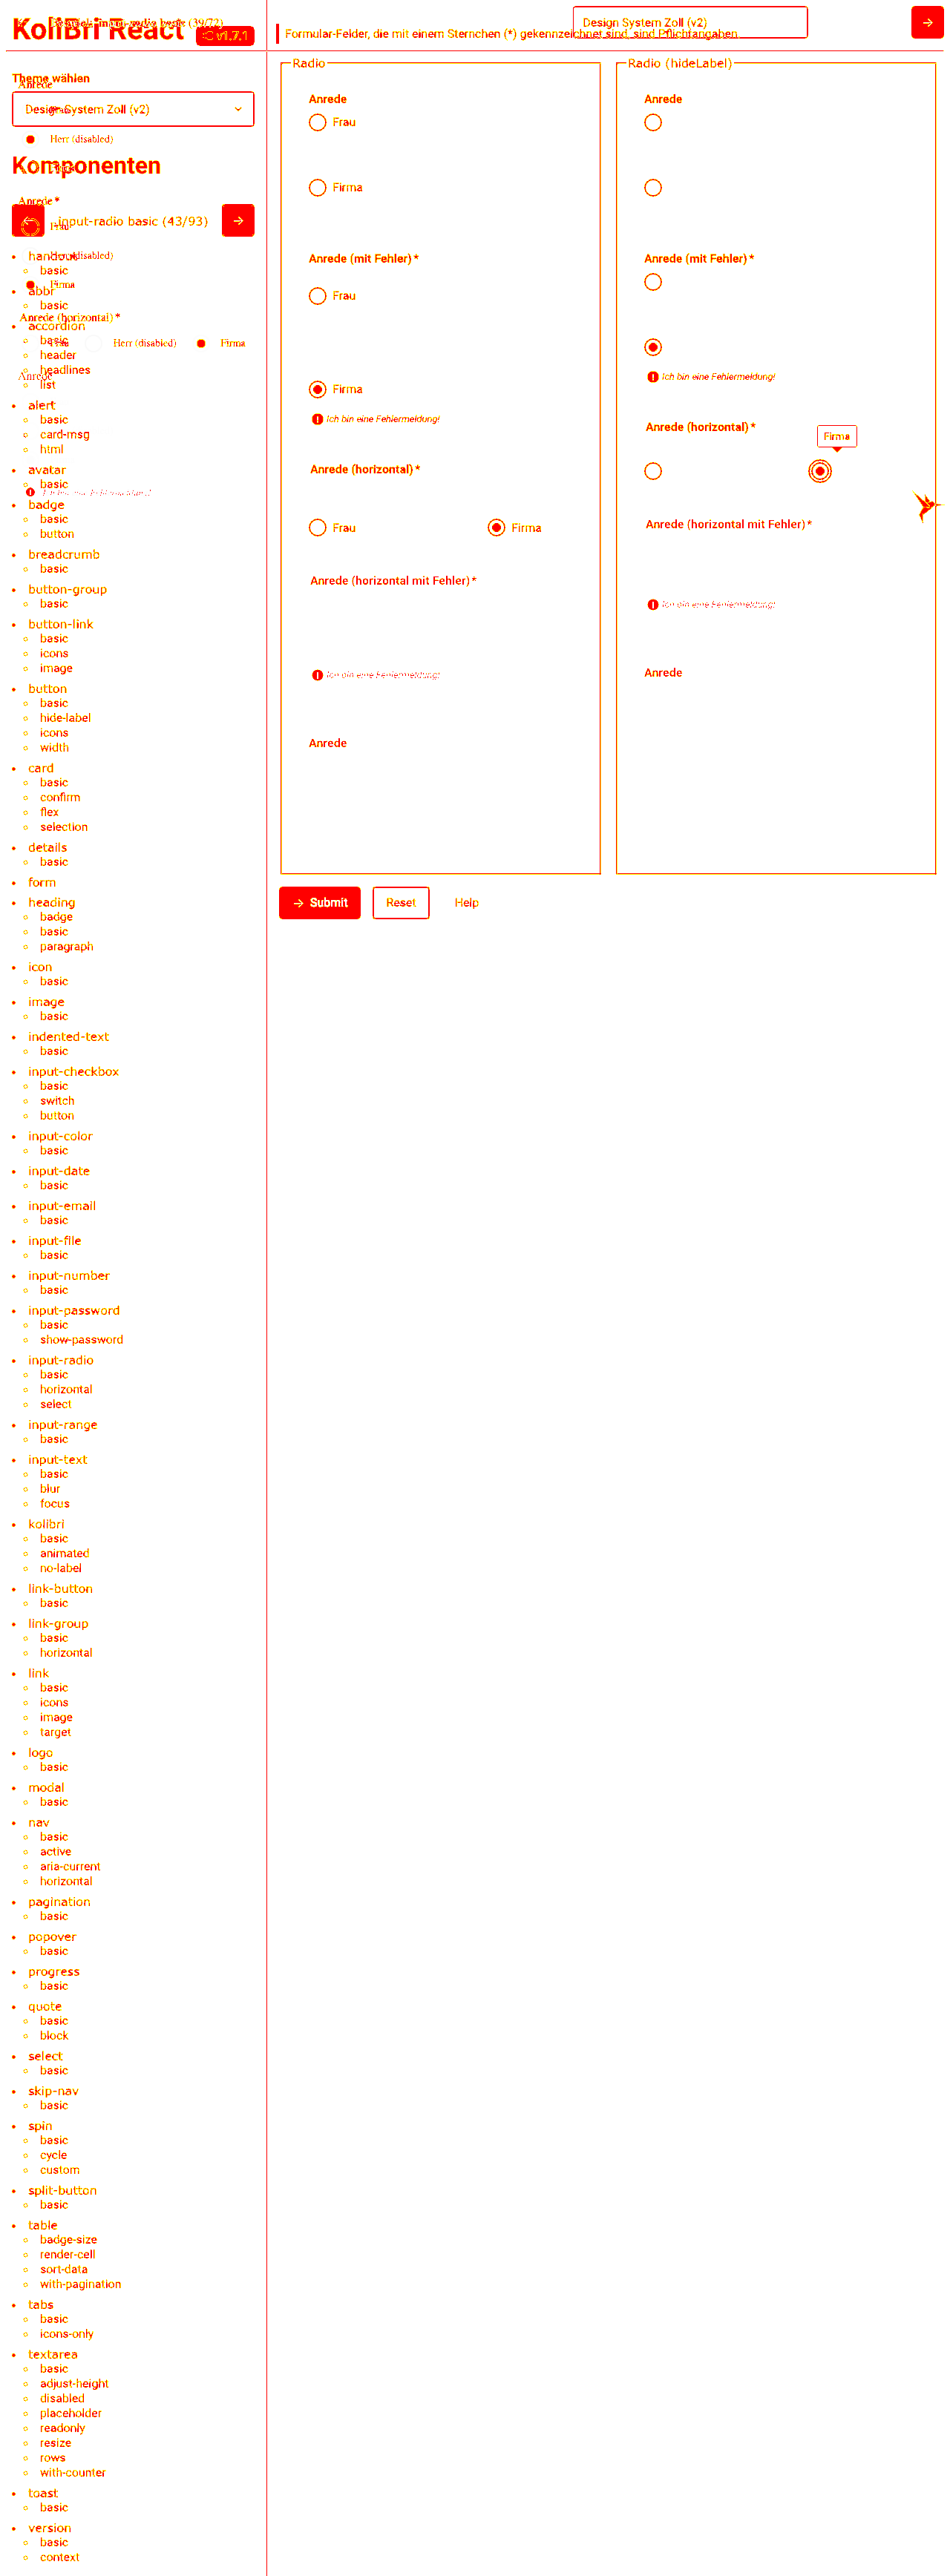 KoliBri React
v1.7.1
Design System Zoll (v2)
Formular-Felder, die mit einem Sternchen (*) gekennzeichnet sind, sind Pflichtangaben.
Theme wählen
Anrede
Design System Zoll (v2)
Herr (disabled)
Komponenten
Anrede *
input-radio basic (43/93)
handout
basic
Firma
abbr
basic
Anrede (horizontal) *
accordion
basic
Herr (disabled)
Firma
header
headlines
Anrede
list
alert
basic
card-msg
html
avatar
basic
badge
basic
button
breadcrumb
basic
button-group
basic
button-link
basic
icons
image
button
basic
hide-label
icons
width
card
basic
confirm
flex
selection
details
basic
form
heading
badge
basic
paragraph
icon
basic
image
basic
indented-text
basic
input-checkbox
basic
switch
button
input-color
basic
input-date
basic
input-email
basic
input-file
basic
input-number
basic
input-password
basic
show-password
input-radio
basic
horizontal
select
input-range
basic
input-text
basic
blur
focus
kolibri
basic
animated
no-label
link-button
basic
link-group
basic
horizontal
link
basic
icons
image
target
logo
basic
modal
basic
nav
basic
active
aria-current
horizontal
pagination
basic
popover
basic
progress
basic
quote
basic
block
select
basic
skip-nav
basic
spin
basic
cycle
custom
split-button
basic
table
badge-size
render-cell
sort-data
with-pagination
tabs
basic
icons-only
textarea
basic
adjust-height
disabled
placeholder
readonly
resize
rows
with-counter
toast
basic
version
basic
context
Radio
Anrede
Frau
Firma
Anrede (mit Fehler) *
Frau
Firma
Ich bin eine Fehlermeldung!
Anrede (horizontal) *
Frau
Firma
Anrede (horizontal mit Fehler) *
Ich bin eine Fehlermeldung!
Anrede
Radio (hideLabel)
Anrede
Anrede (mit Fehler) *
Ich bin eine Fehlermeldung!
Anrede (horizontal) *
Firma
Anrede (horizontal mit Fehler) *
Ich bin eine Fehlermeldung!
Anrede
Submit
Reset
Help